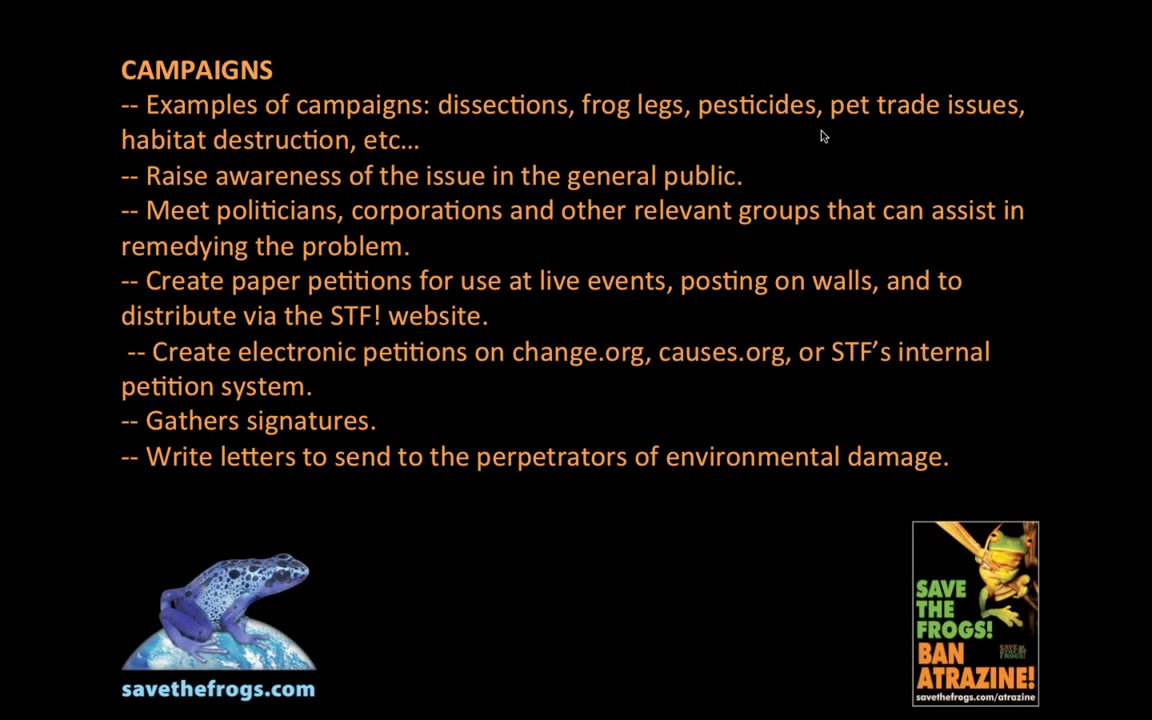 CAMPAIGNS
-- Examples of campaigns: dissections, frog legs, pesticides, pet trade issues,
habitat destruction, etc...
-- Raise awareness of the issue in the general public.
-- Meet politicians, corporations and other relevant groups that can assist in
remedying the problem.
-- Create paper petitions for use at live events, posting on walls, and to
distribute via the STF! website.
-- Create electronic petitions on change.org, causes.org, or STF’s internal
petition system.
-- Gathers signatures.
-- Write letters to send to the perpetrators of environmental damage.
savethefrogs.com
SAVE
THE
FROGS!
BAN
ATRAZINE!
savethefrogs.com/atrazine